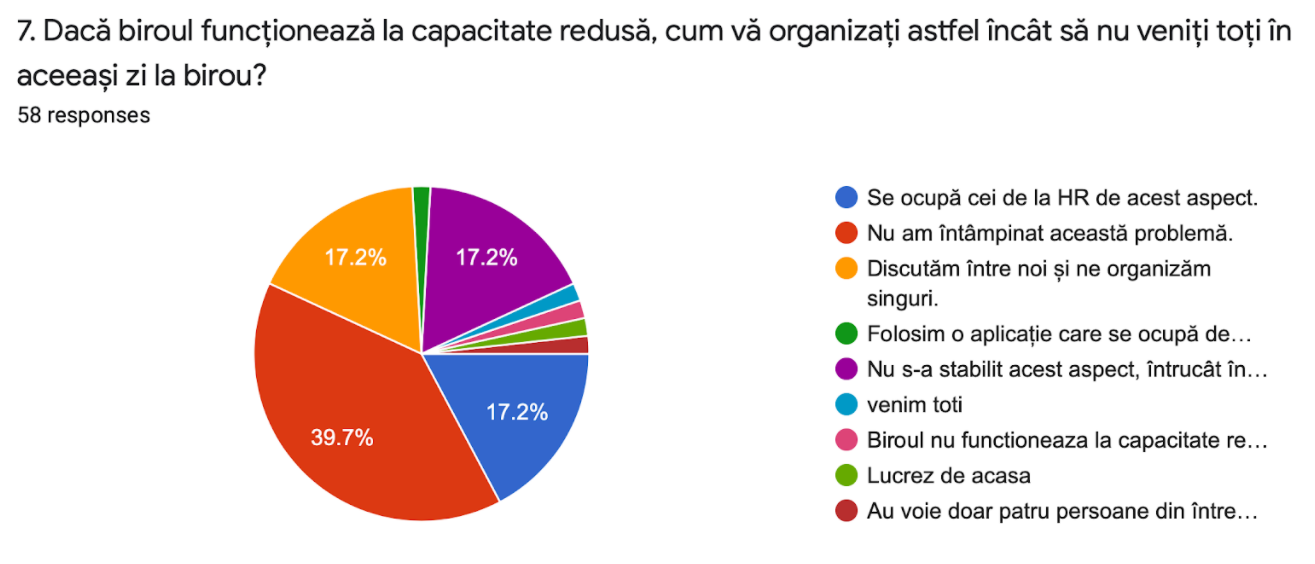 7. Dacă biroul funcționează la capacitate redusă, cum vă organizați astfel încât să nu veniți toți în
aceeași zi la birou?
58 responses
17.2%
17.2%
17.2%
39.7%
Se ocupă cei de la HR de acest aspect.
Nu am întâmpinat această problemă.
Discutăm între noi și ne organizăm
singuri.
Folosim o aplicație care se ocupă de…
Nu s-a stabilit acest aspect, întrucât în…
venim toti
Biroul nu functioneaza la capacitate re…
Lucrez de acasa
Au voie doar patru persoane din între…